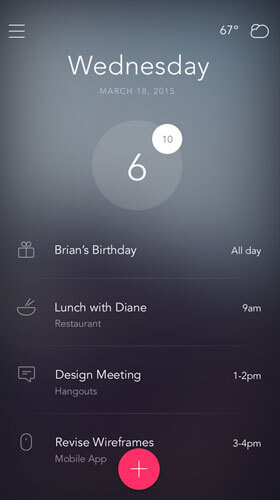 67°
Wednesday
MARCH 18, 2015
10
6
Brian's Birthday
All day
Lunch with Diane
9am
Restaurant
Design Meeting
1-2pm
Hangouts
Revise Wireframes
3-4pm
Mobile App